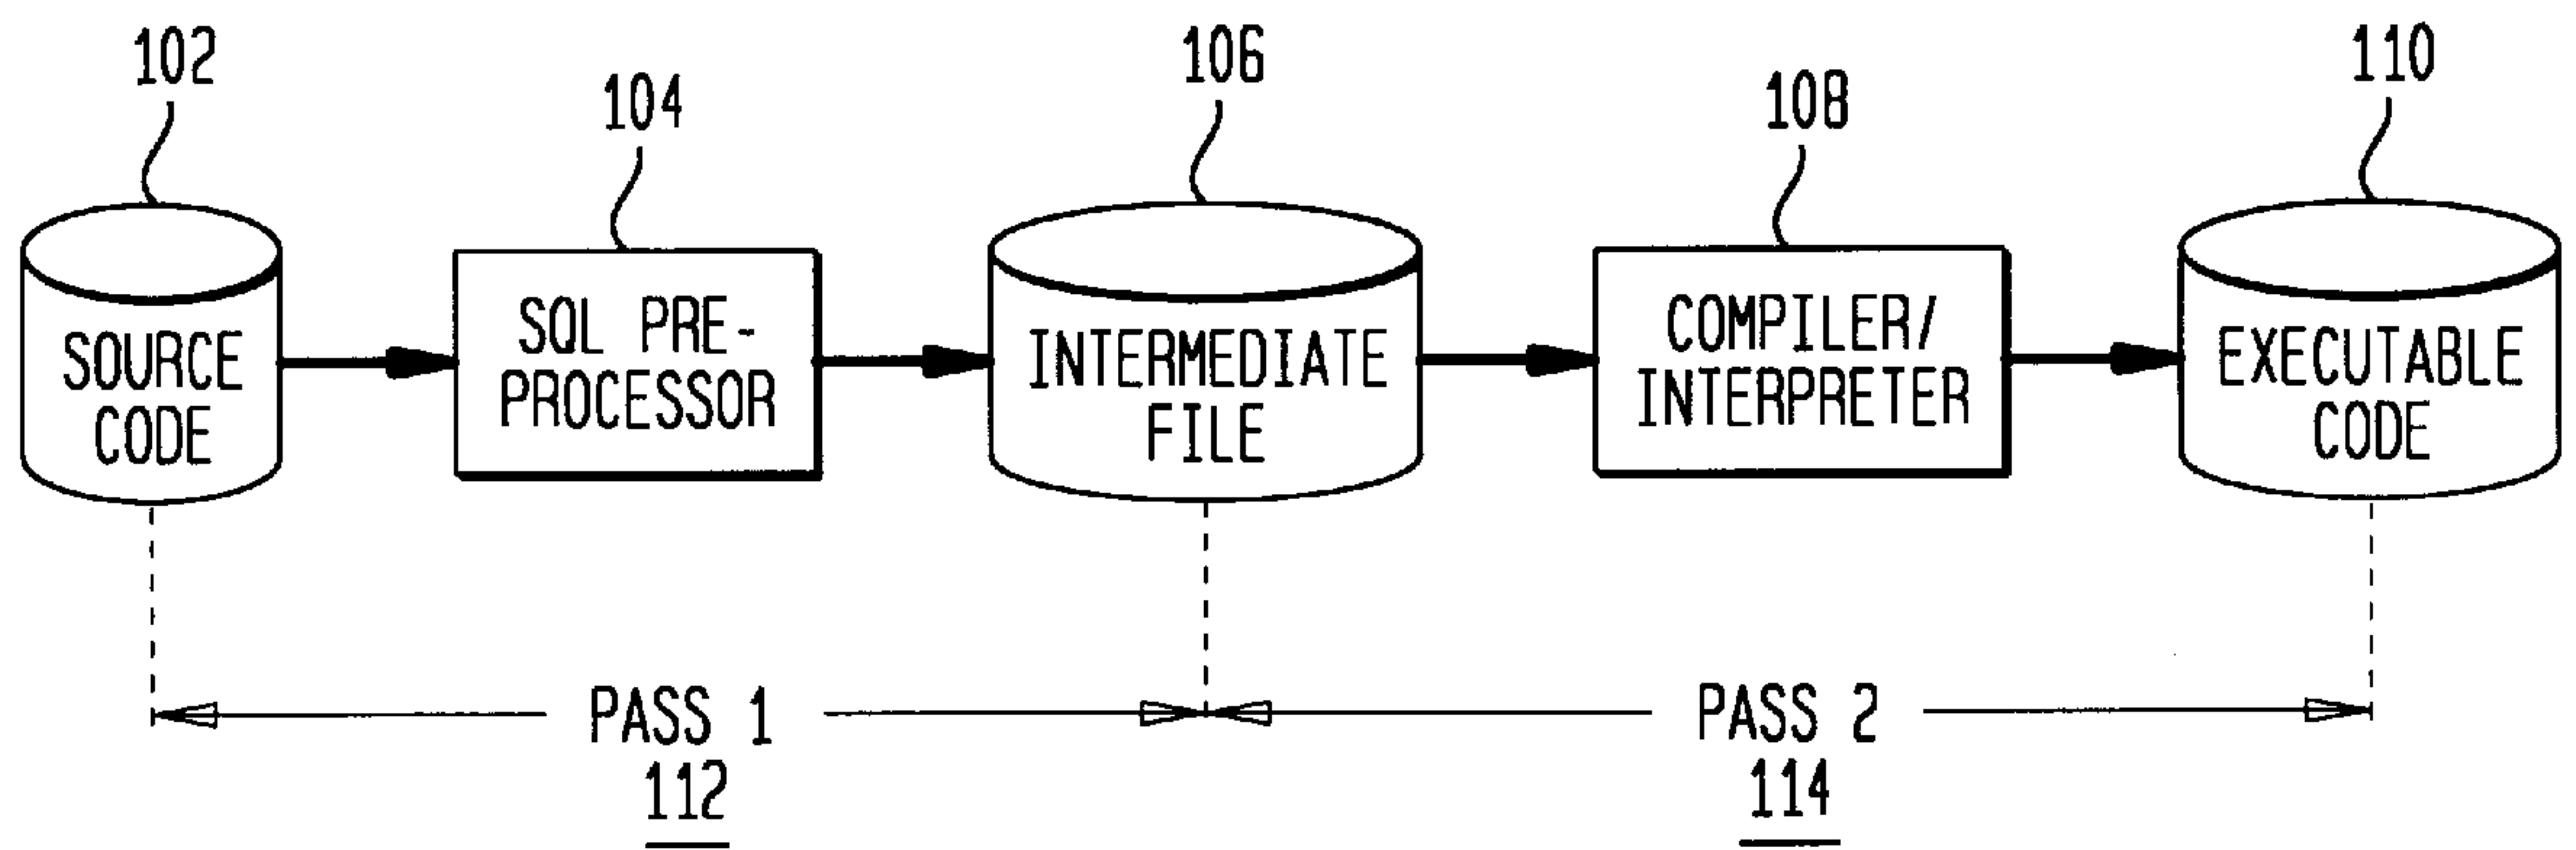 102
104
106
108
110
SOURCE
CODE
SQL PRE-
PROCESSOR
INTERMEDIATE
FILE
COMPILER/
INTERPRETER
EXECUTABLE
CODE
PASS 1
112
PASS 2
114